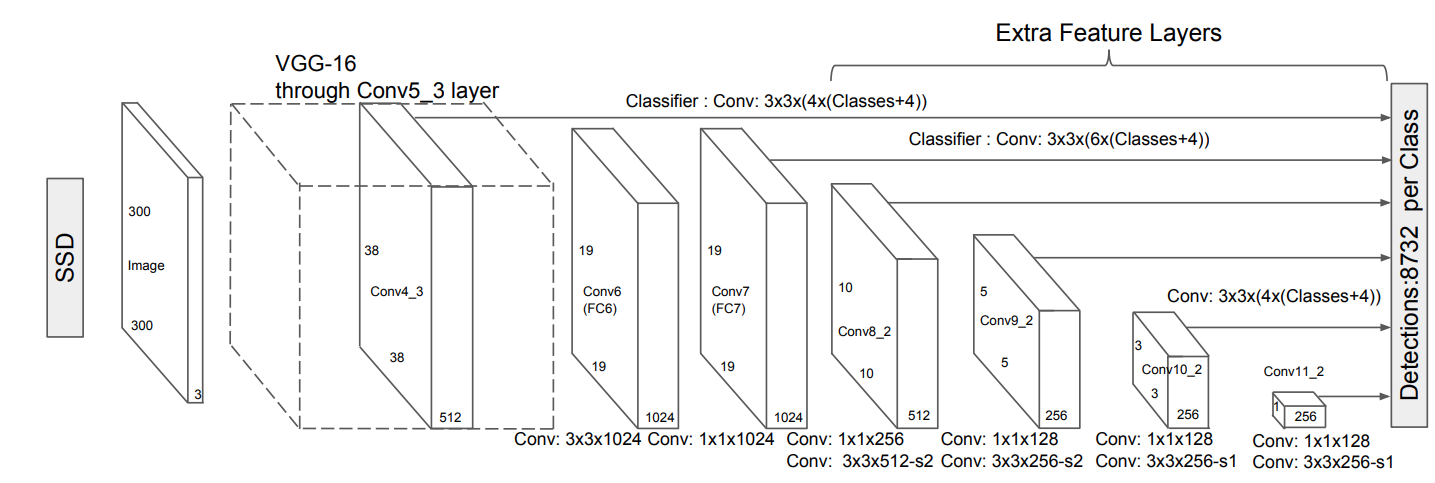 Extra Feature Layers
VGG-16
through Conv5_3 layer
Classifier : Conv: 3x3x(4x(Classes+4))
Classifier : Conv: 3x3x(6x(Classes+4))
SSD
300
Image
300
3
38
Conv4_3
38
512
19
Conv6
(FC6)
19
1024
19
Conv7
(FC7)
19
1024
10
Conv8_2
10
512
5
Conv9_2
5
256
Conv: 3x3x(4x(Classes+4))
3
Conv10_2
3
256
Conv11_2
1
256
Detections:8732 per Class
Conv: 3x3x1024
Conv: 1x1x1024
Conv: 1x1x256
Conv: 3x3x512-s2
Conv: 1x1x128
Conv: 3x3x256-s2
Conv: 1x1x128
Conv: 3x3x256-s1
Conv: 1x1x128
Conv: 3x3x256-s1